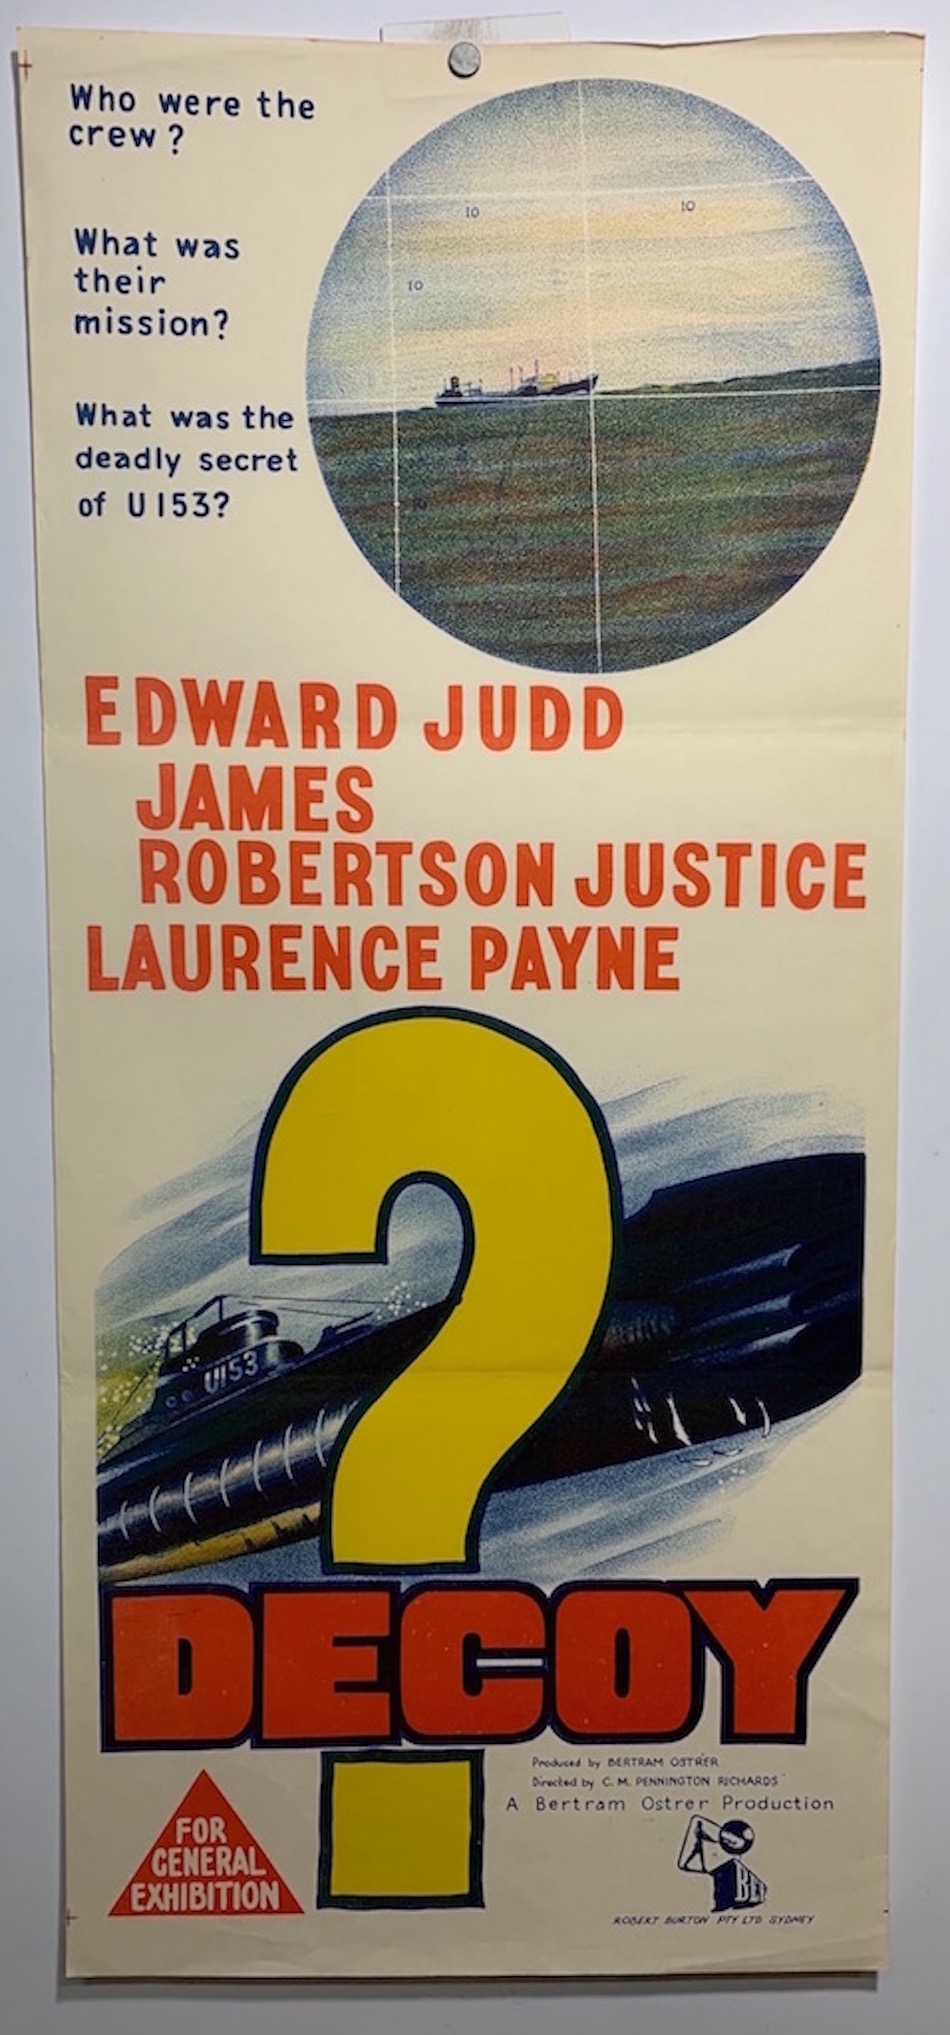 Who were the
crew?
What was
their
mission?
What was the
deadly secret
of U153?
10
10
10
10
EDWARD JUDD
JAMES
ROBERTSON JUSTICE
LAURENCE PAYNE
?
U153
DECOY
Produced by BERTRAM OSTRER
Directed by C. M. PENNINGTON RICHARDS
A Bertram Ostrer Production
FOR
GENERAL
EXHIBITION
BEF
ROBERT BURTON PTY LTD SYDNEY